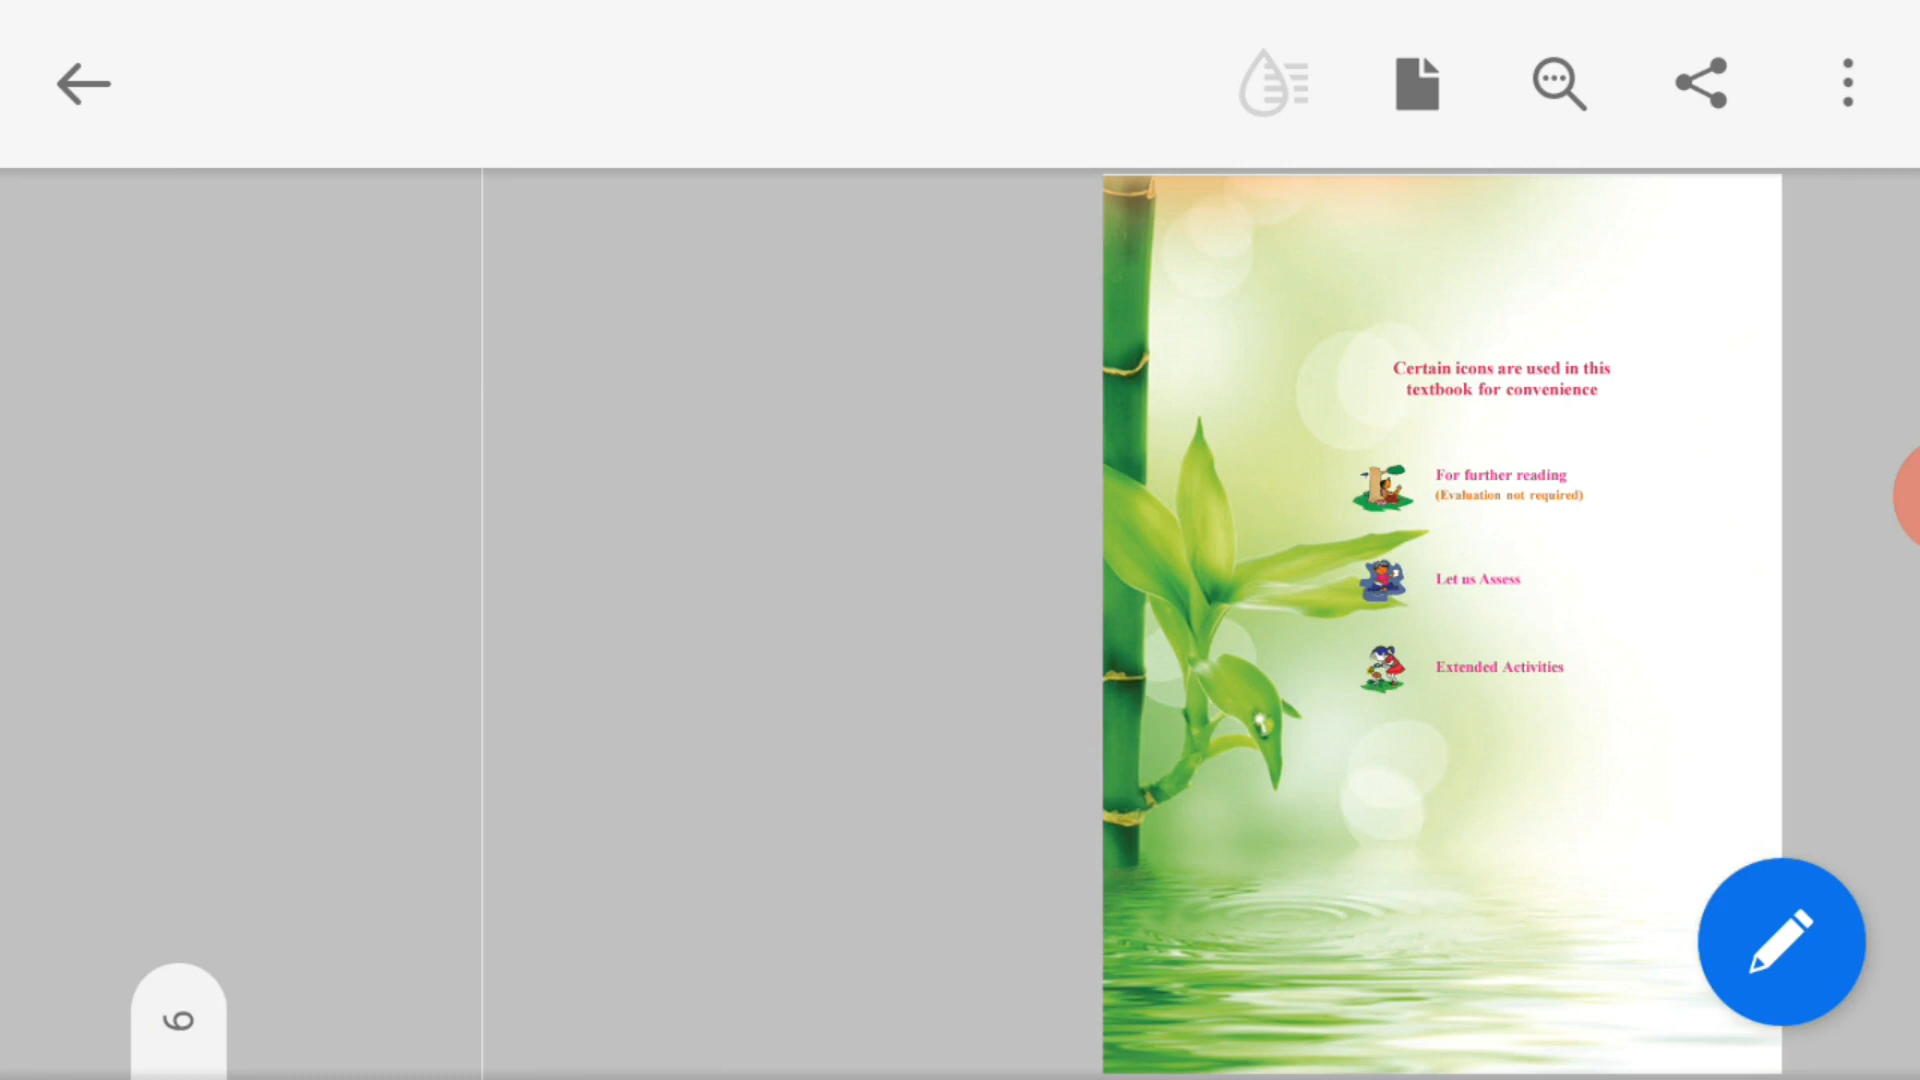 Certain icons are used in this
textbook for convenience
For further reading
(Evaluation not required)
Let us Assess
Extended Activities
6